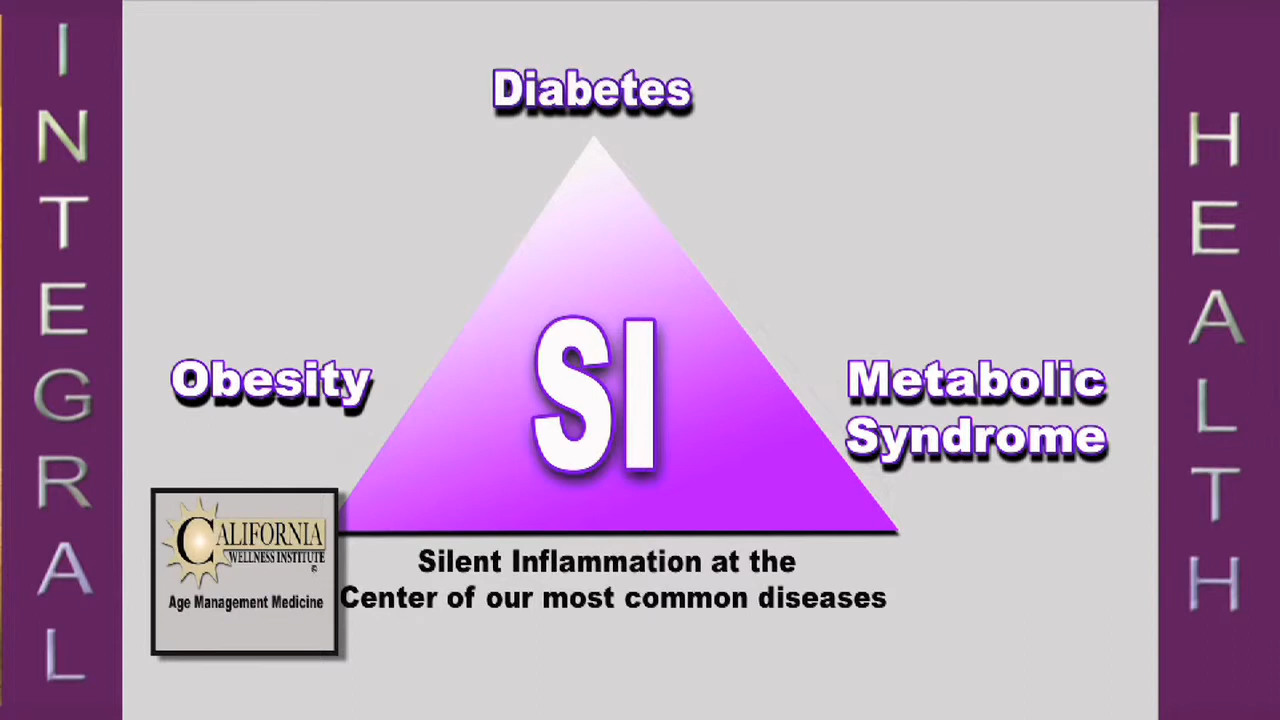 INTEGRAL
Diabetes
SI
Obesity
Metabolic
Syndrome
CALIFORNIA
WELLNESS INSTITUTE
Age Management Medicine
Silent Inflammation at the
Center of our most common diseases
HEALTH